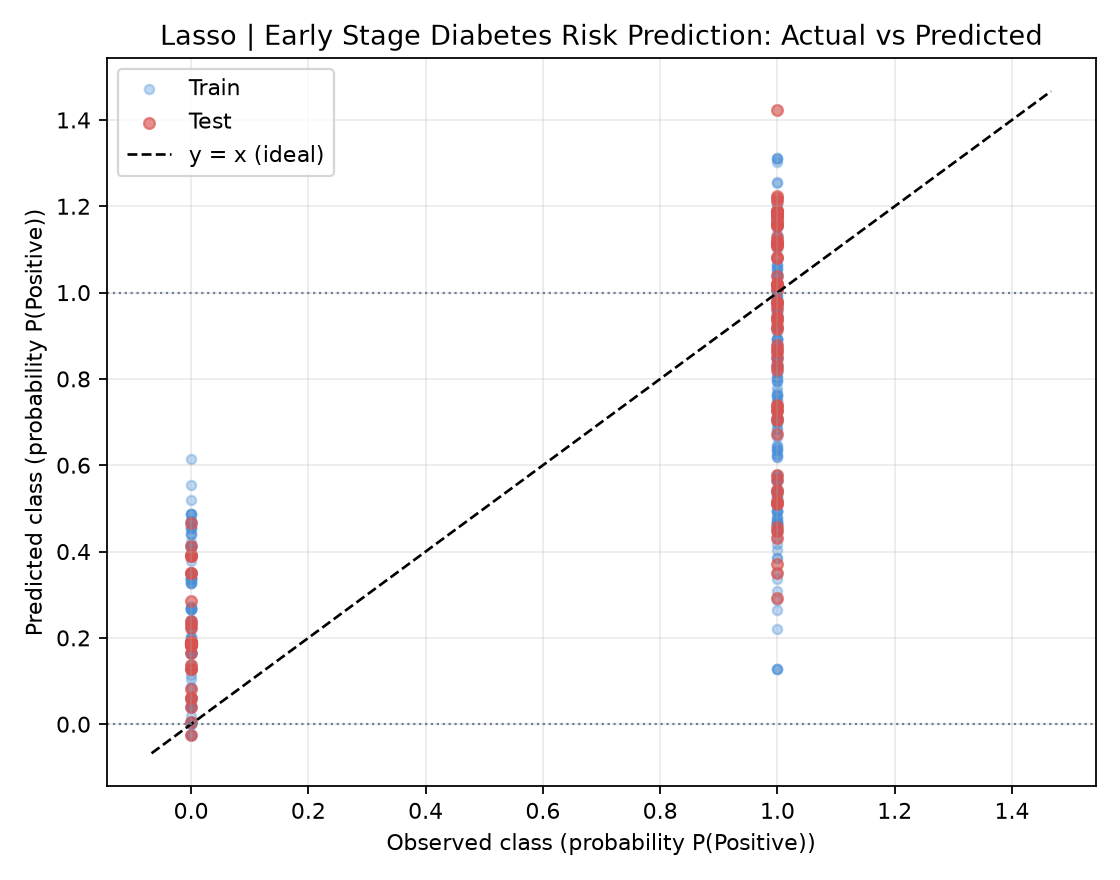 Lasso | Early Stage Diabetes Risk Prediction: Actual vs Predicted
Train
Test
y = x (ideal)
Predicted class (probability P(Positive))
1.4
1.2
1.0
0.8
0.6
0.4
0.2
0.0
0.0 0.2 0.4 0.6 0.8 1.0 1.2 1.4
Observed class (probability P(Positive))